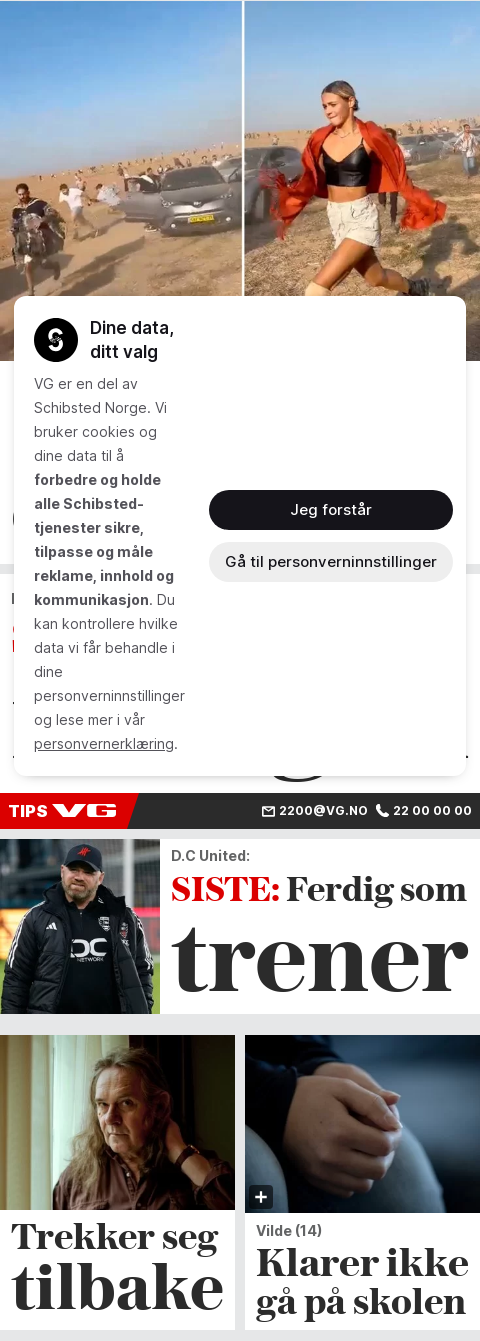 Dine data,
ditt valg
VG er en del av
Schibsted Norge. Vi
bruker cookies og
dine data til å
forbedre og holde
alle Schibsted-
tjenester sikre,
tilpasse og måle
reklame, innhold og
kommunikasjon. Du
kan kontrollere hvilke
data vi får behandle i
dine
personverninnstillinger
og lese mer i vår
personvernerklæring.
Jeg forstår
Gå til personverninnstillinger
TIPS VG
2200@VG.NO 22 00 00 00
D.C United:
SISTE: Ferdig som
trener
DC
NETWORK
Trekker seg
tilbake
Vilde (14)
Klarer ikke
gå på skolen